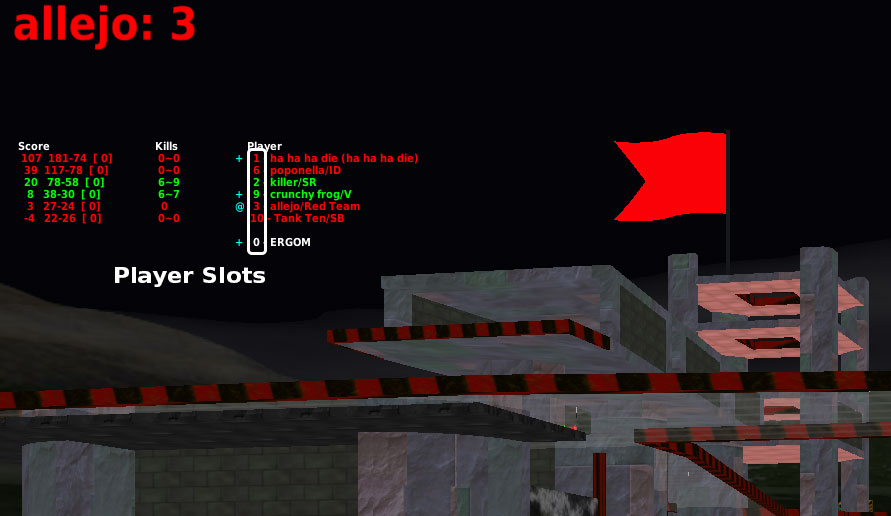 allejo: 3
Score Kills Player
107 181-74 [ 0] 0~0 + 1 - ha ha ha die (ha ha ha die)
39 117-78 [ 0] 0~0 6 - poponella/ID
20 78-58 [ 0] 6~9 2 - killer/SR
8 38-30 [ 0] 6~7 + 9 - crunchy frog/V
3 27-24 [ 0] 0 @ 3 - allejo/Red Team
-4 22-26 [ 0] 0~0 10 - Tank Ten/SB
+ 0 - ERGOM
Player Slots